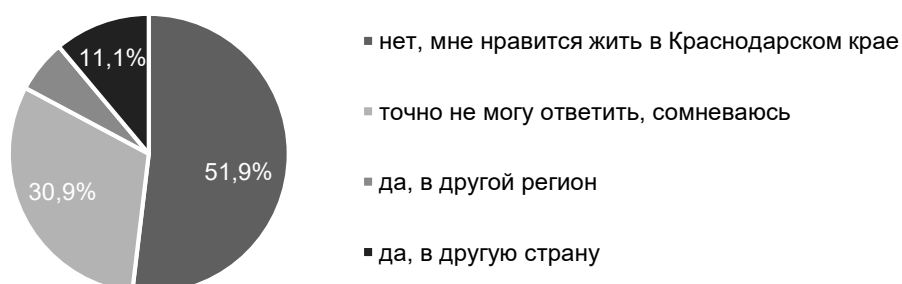 11,1%
51,9%
30,9%
нет, мне нравится жить в Краснодарском крае
точно не могу ответить, сомневаюсь
да, в другой регион
да, в другую страну